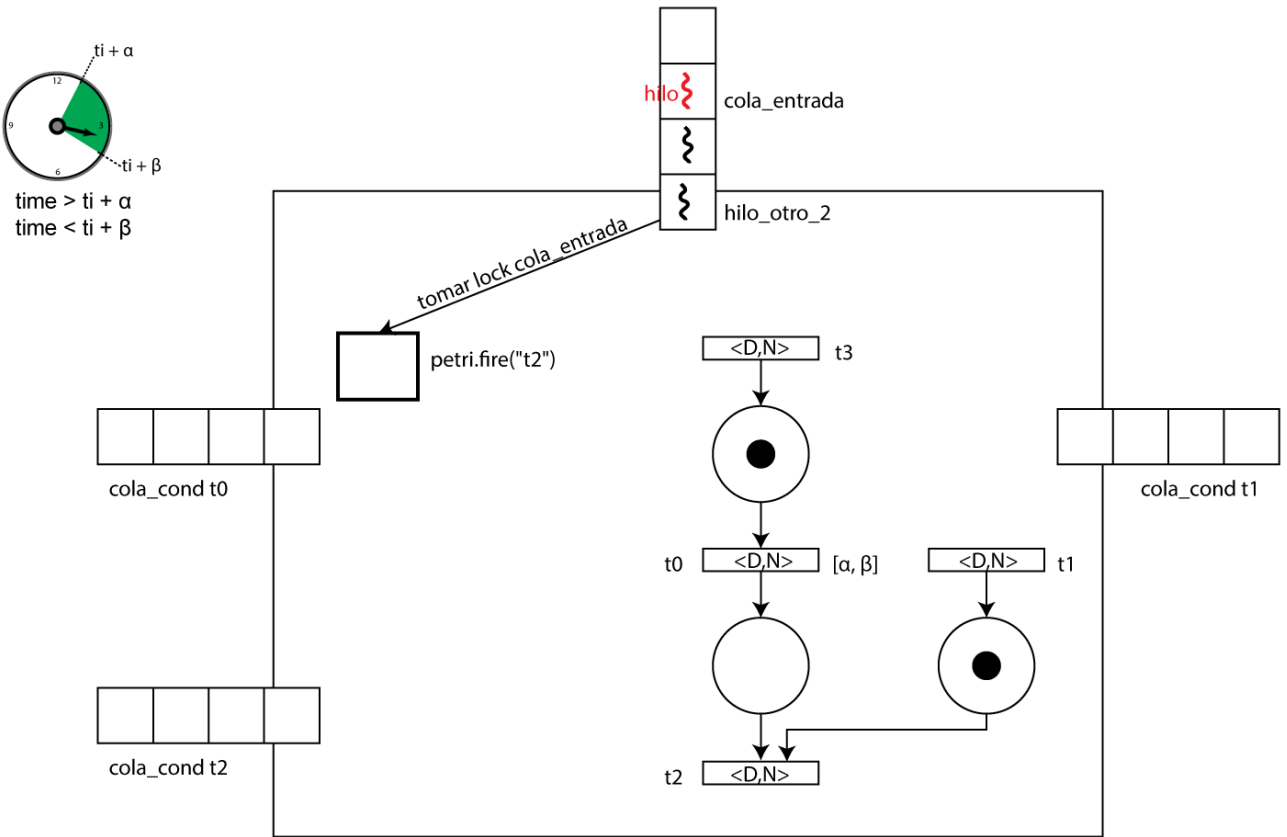 ti + α
12
9
3
6
ti + β
time > ti + α
time < ti + β
hilo
cola_entrada
hilo_otro_2
tomar lock cola_entrada
petri.fire("t2")
<D,N>
t3
cola_cond t0
cola_cond t1
t0
<D,N>
[α, β]
<D,N>
t1
cola_cond t2
t2
<D,N>